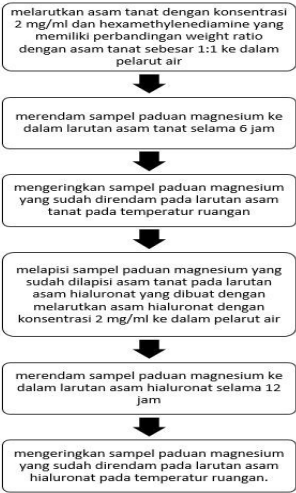 melarutkan asam tanat dengan konsentrasi
2 mg/ml dan hexamethylenediamine yang
memiliki perbandingan weight ratio
dengan asam tanat sebesar 1:1 ke dalam
pelarut air
merendam sampel paduan magnesium ke
dalam larutan asam tanat selama 6 jam
mengeringkan sampel paduan magnesium
yang sudah direndam pada larutan asam
tanat pada temperatur ruangan
melapisi sampel paduan magnesium yang
sudah dilapisi asam tanat pada larutan
asam hialuronat yang dibuat dengan
melarutkan asam hialuronat dengan
konsentrasi 2 mg/ml ke dalam pelarut air
merendam sampel paduan magnesium ke
dalam larutan asam hialuronat selama 12
jam
mengeringkan sampel paduan magnesium
yang sudah direndam pada larutan asam
hialuronat pada temperatur ruangan.